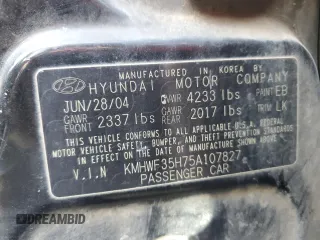 MANUFACTURED IN KOREA BY
HYUNDAI MOTOR COMPANY
JUN/28/04 GVWR 4233 lbs PAINT EB
GAWR FRONT 2337 lbs GAWR REAR 2017 lbs TRIM LK
THIS VEHICLE CONFORMS TO ALL APPLICABLE FEDERAL
MOTOR VEHICLE SAFETY, BUMPER, AND THEFT PREVENTION STANDARDS
IN EFFECT ON THE DATE OF MANUFACTURE SHOWN ABOVE.
V.I.N KMHWF35H75A107827
PASSENGER CAR
DREAMBID